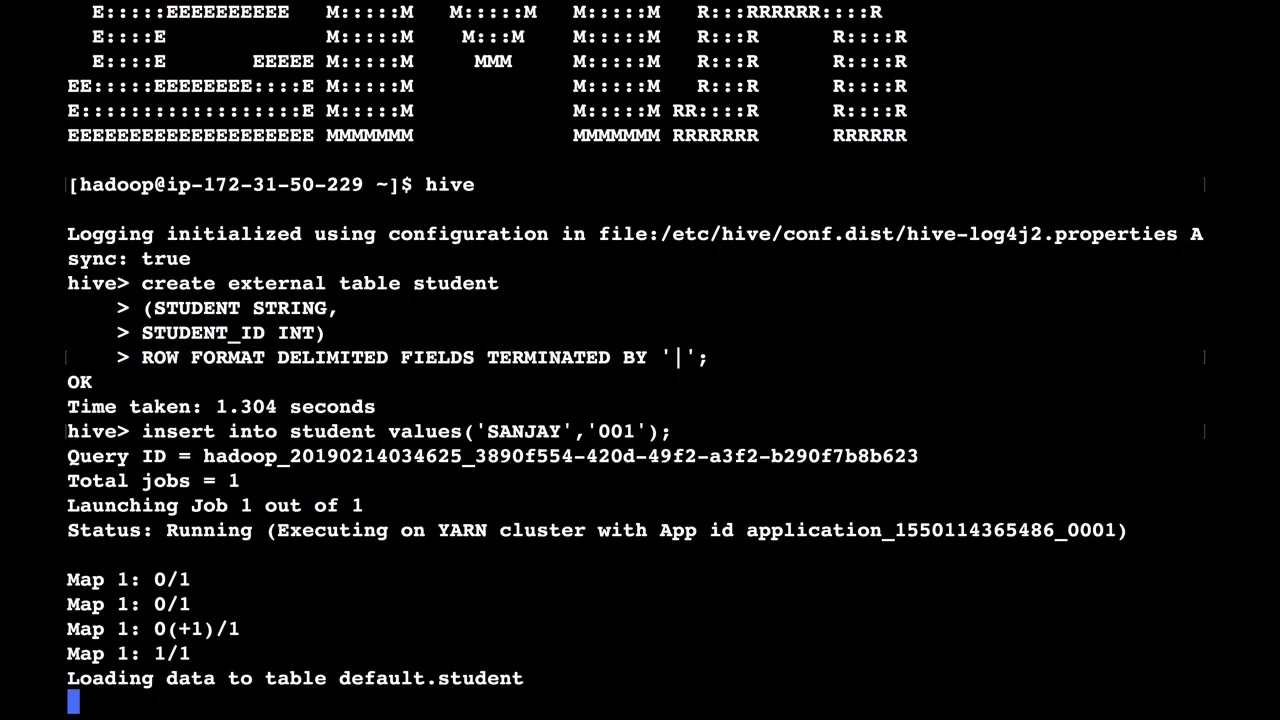 E:::::EEEEEEEEEE   M:::::M   M:::::M   M:::::M   R:::RRRRRR::::R
E::::E             M:::::M    M:::M    M:::::M   R:::R      R::::R
E::::E       EEEEE M:::::M     MMM     M:::::M   R:::R      R::::R
EE:::::EEEEEEEE::::E M:::::M             M:::::M   R:::R      R::::R
E::::::::::::::::::E M:::::M             M:::::M RR::::R      R::::R
EEEEEEEEEEEEEEEEEEEE MMMMMMM             MMMMMMM RRRRRRR      RRRRRR
[hadoop@ip-172-31-50-229 ~]$ hive
Logging initialized using configuration in file:/etc/hive/conf.dist/hive-log4j2.properties A
sync: true
hive> create external table student
    > (STUDENT STRING,
    > STUDENT_ID INT)
    > ROW FORMAT DELIMITED FIELDS TERMINATED BY '|';
OK
Time taken: 1.304 seconds
hive> insert into student values('SANJAY','001');
Query ID = hadoop_20190214034625_3890f554-420d-49f2-a3f2-b290f7b8b623
Total jobs = 1
Launching Job 1 out of 1
Status: Running (Executing on YARN cluster with App id application_1550114365486_0001)
Map 1: 0/1
Map 1: 0/1
Map 1: 0(+1)/1
Map 1: 1/1
Loading data to table default.student